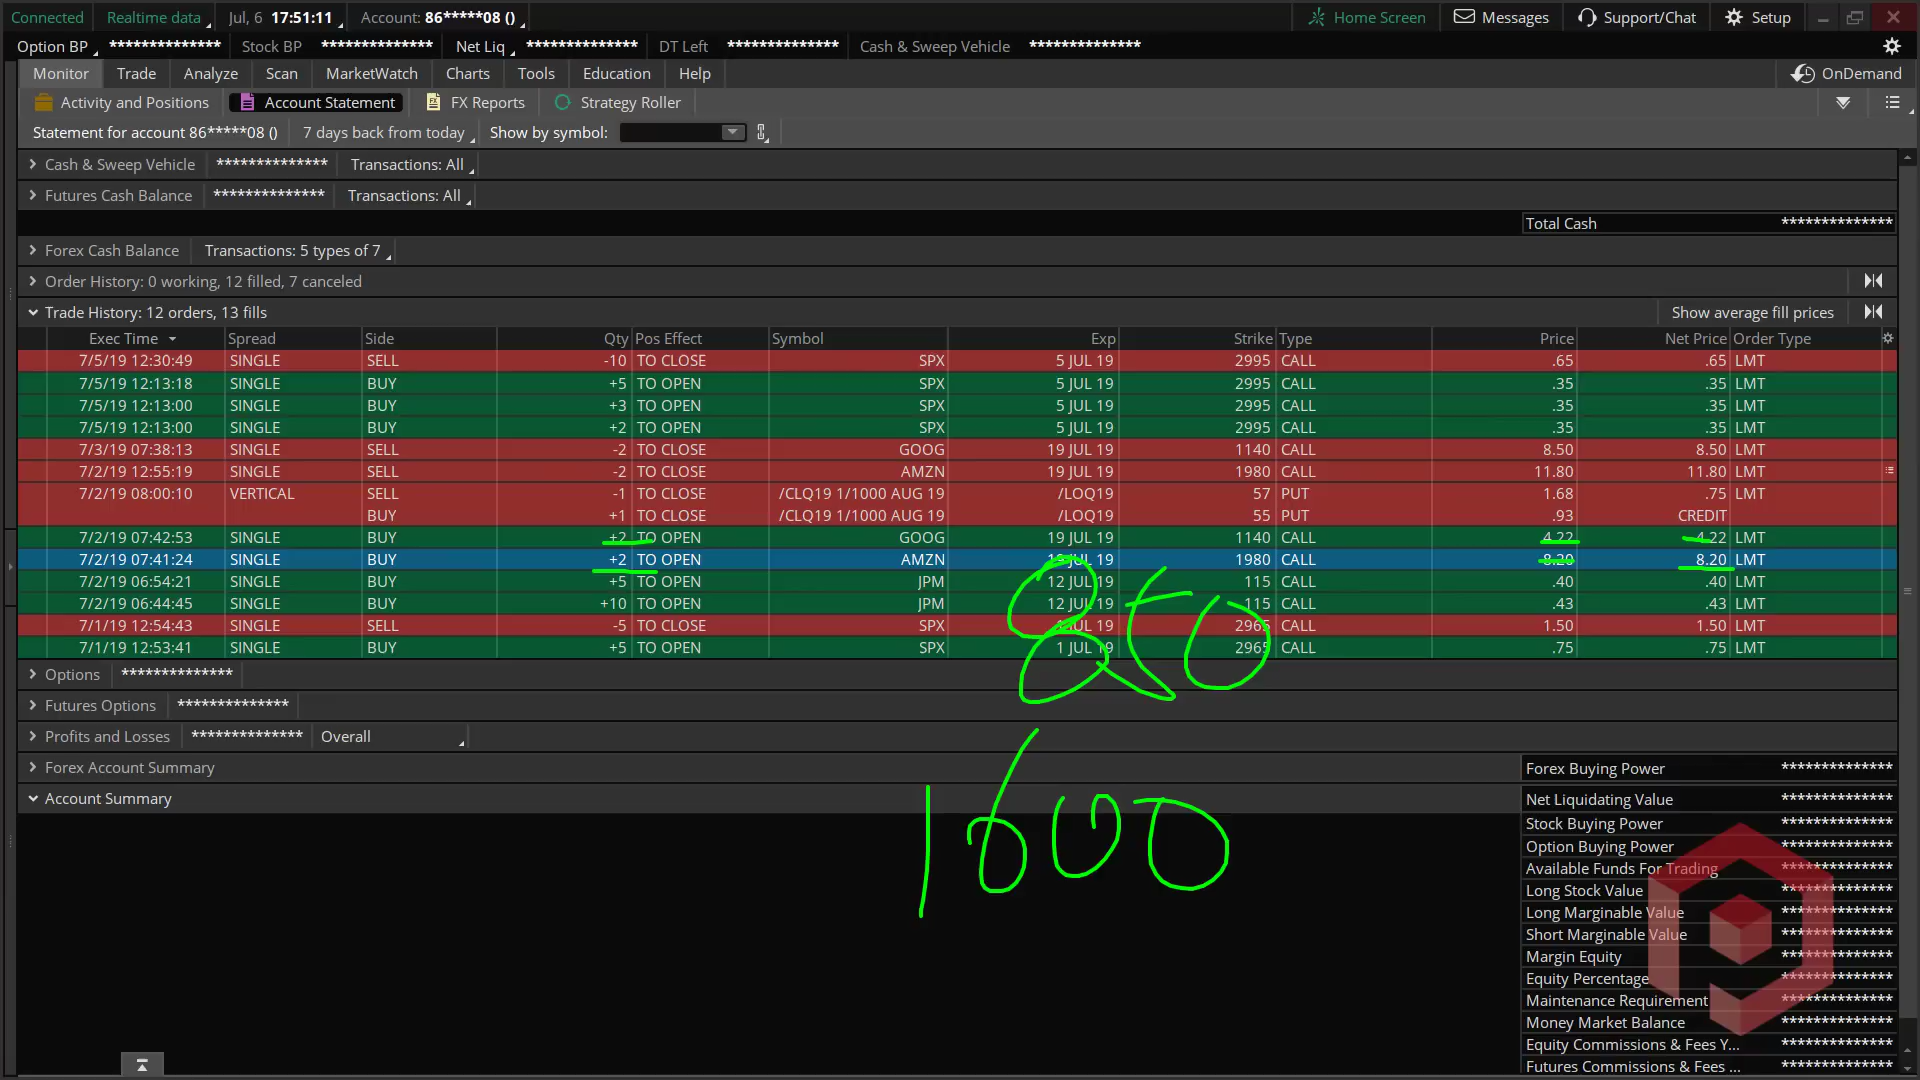 Connected Realtime data Jul, 6 17:51:11 Account: 86*****08 () Home Screen Messages Support/Chat Setup
Option BP ************** Stock BP ************** Net Liq ************** DT Left ************** Cash & Sweep Vehicle **************
Monitor Trade Analyze Scan MarketWatch Charts Tools Education Help OnDemand
Activity and Positions Account Statement FX Reports Strategy Roller
Statement for account 86*****08 () 7 days back from today Show by symbol:
Cash & Sweep Vehicle ************** Transactions: All
Futures Cash Balance ************** Transactions: All
Total Cash **************
Forex Cash Balance Transactions: 5 types of 7
Order History: 0 working, 12 filled, 7 canceled
Trade History: 12 orders, 13 fills Show average fill prices
Exec Time Spread Side Qty Pos Effect Symbol Exp Strike Type Price Net Price Order Type
7/5/19 12:30:49 SINGLE SELL -10 TO CLOSE SPX 5 JUL 19 2995 CALL .65 .65 LMT
7/5/19 12:13:18 SINGLE BUY +5 TO OPEN SPX 5 JUL 19 2995 CALL .35 .35 LMT
7/5/19 12:13:00 SINGLE BUY +3 TO OPEN SPX 5 JUL 19 2995 CALL .35 .35 LMT
7/5/19 12:13:00 SINGLE BUY +2 TO OPEN SPX 5 JUL 19 2995 CALL .35 .35 LMT
7/3/19 07:38:13 SINGLE SELL -2 TO CLOSE GOOG 19 JUL 19 1140 CALL 8.50 8.50 LMT
7/2/19 12:55:19 SINGLE SELL -2 TO CLOSE AMZN 19 JUL 19 1980 CALL 11.80 11.80 LMT
7/2/19 08:00:10 VERTICAL SELL -1 TO CLOSE /CLQ19 1/1000 AUG 19 /LOQ19 57 PUT 1.68 .75 LMT
BUY +1 TO CLOSE /CLQ19 1/1000 AUG 19 /LOQ19 55 PUT .93 CREDIT
7/2/19 07:42:53 SINGLE BUY +2 TO OPEN GOOG 19 JUL 19 1140 CALL 4.22 4.22 LMT
7/2/19 07:41:24 SINGLE BUY +2 TO OPEN AMZN 19 JUL 19 1980 CALL 8.20 8.20 LMT
7/2/19 06:54:21 SINGLE BUY +5 TO OPEN JPM 12 JUL 19 115 CALL .40 .40 LMT
7/2/19 06:44:45 SINGLE BUY +10 TO OPEN JPM 12 JUL 19 115 CALL .43 .43 LMT
7/1/19 12:54:43 SINGLE SELL -5 TO CLOSE SPX 1 JUL 19 2965 CALL 1.50 1.50 LMT
7/1/19 12:53:41 SINGLE BUY +5 TO OPEN SPX 1 JUL 19 2965 CALL .75 .75 LMT
Options **************
Futures Options **************
Profits and Losses ************** Overall
Forex Account Summary
Account Summary
1600
Forex Buying Power **************
Net Liquidating Value **************
Stock Buying Power **************
Option Buying Power **************
Available Funds For Trading **************
Long Stock Value **************
Long Marginable Value **************
Short Marginable Value **************
Margin Equity **************
Equity Percentage **************
Maintenance Requirement **************
Money Market Balance **************
Equity Commissions & Fees Y... **************
Futures Commissions & Fees ... **************